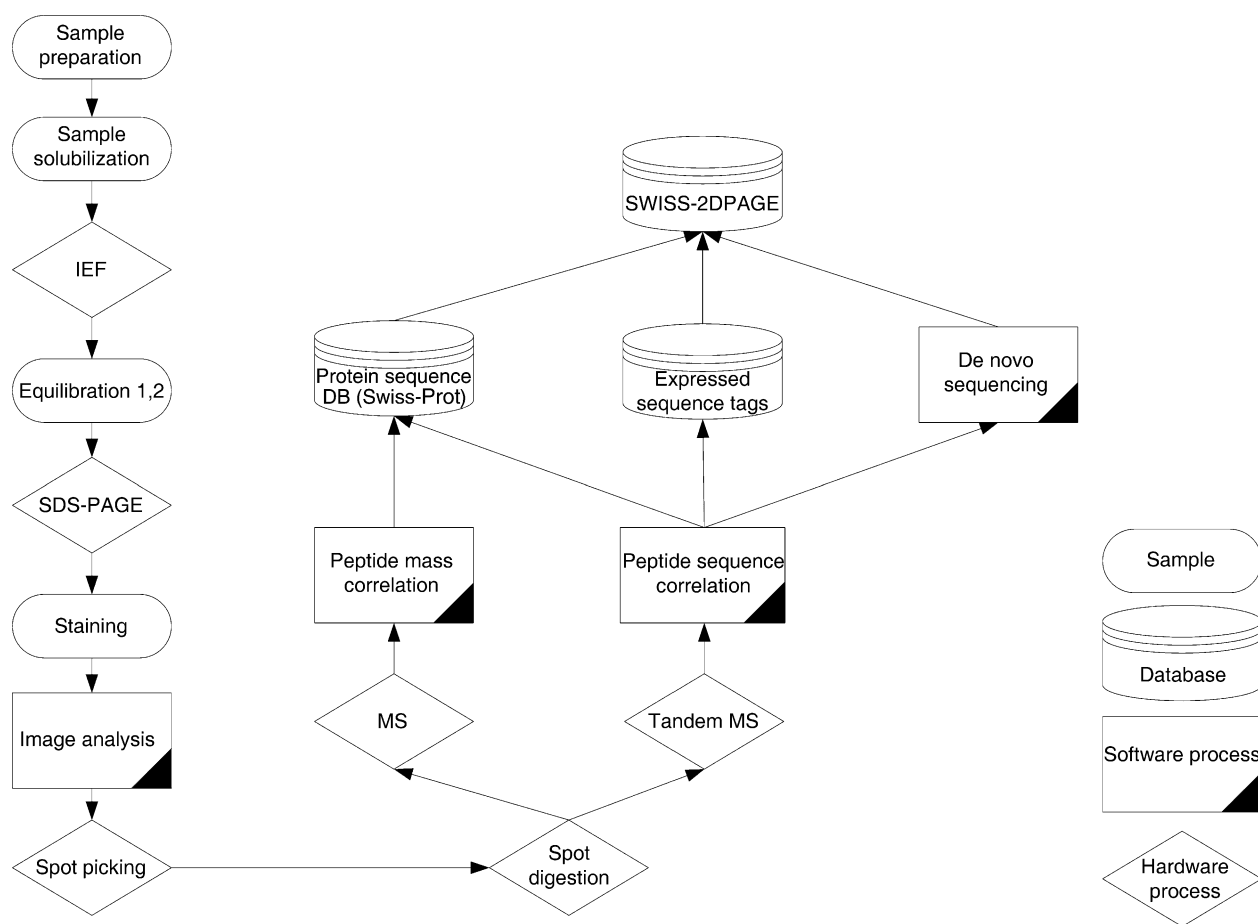 Sample
preparation
Sample
solubilization
IEF
Equilibration 1,2
SDS-PAGE
Staining
Image analysis
Spot picking
Spot
digestion
MS
Tandem MS
Peptide mass
correlation
Peptide sequence
correlation
Protein sequence
DB (Swiss-Prot)
Expressed
sequence tags
De novo
sequencing
SWISS-2DPAGE
Sample
Database
Software process
Hardware
process